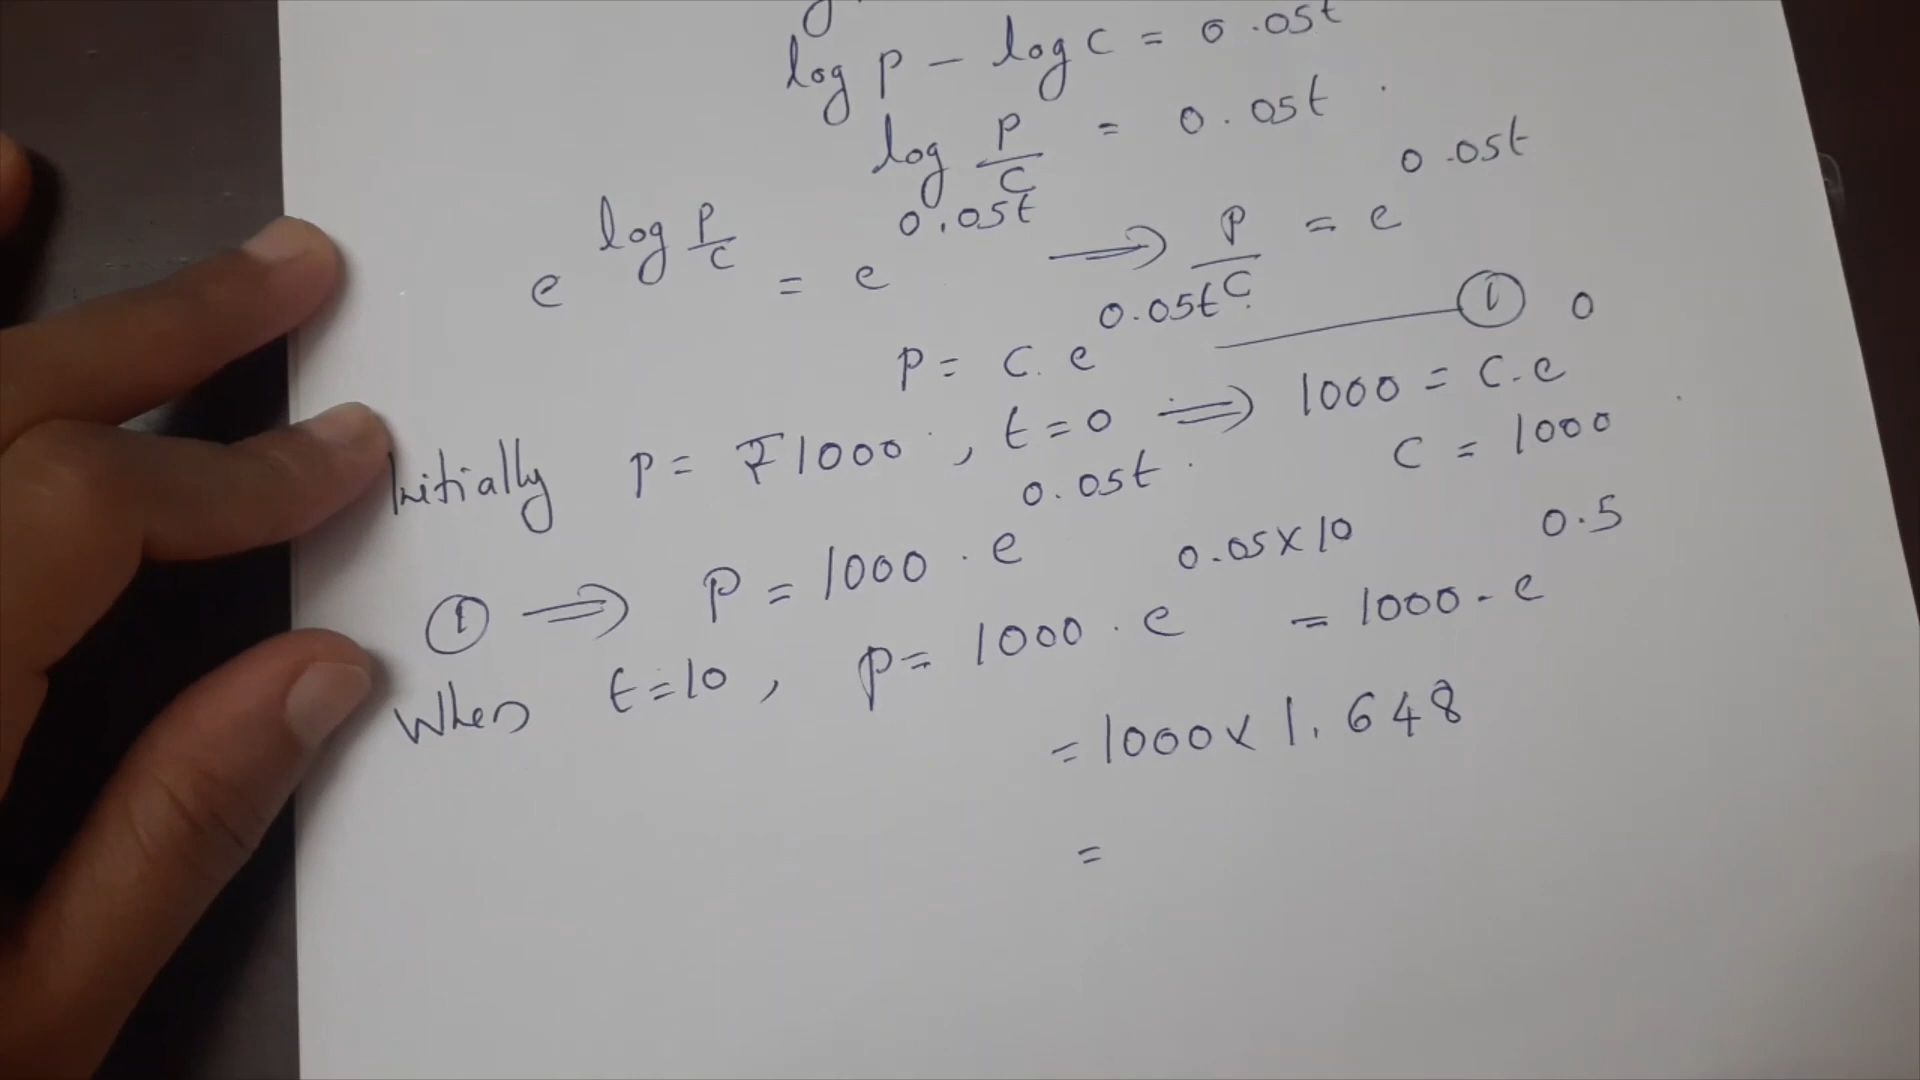 log p - log c = 0.05t
log p/c = 0.05t
e^(log p/c) = e^(0.05t) ⟹ p/c = e^(0.05t)
p = c. e^(0.05t) ①
Initially p = ₹1000, t=0 ⟹ 1000 = c.e^0
c = 1000
① ⟹ p = 1000 . e^(0.05t)
When t=10, p = 1000 . e^(0.05×10) = 1000 . e^(0.5)
= 1000 × 1.648
=